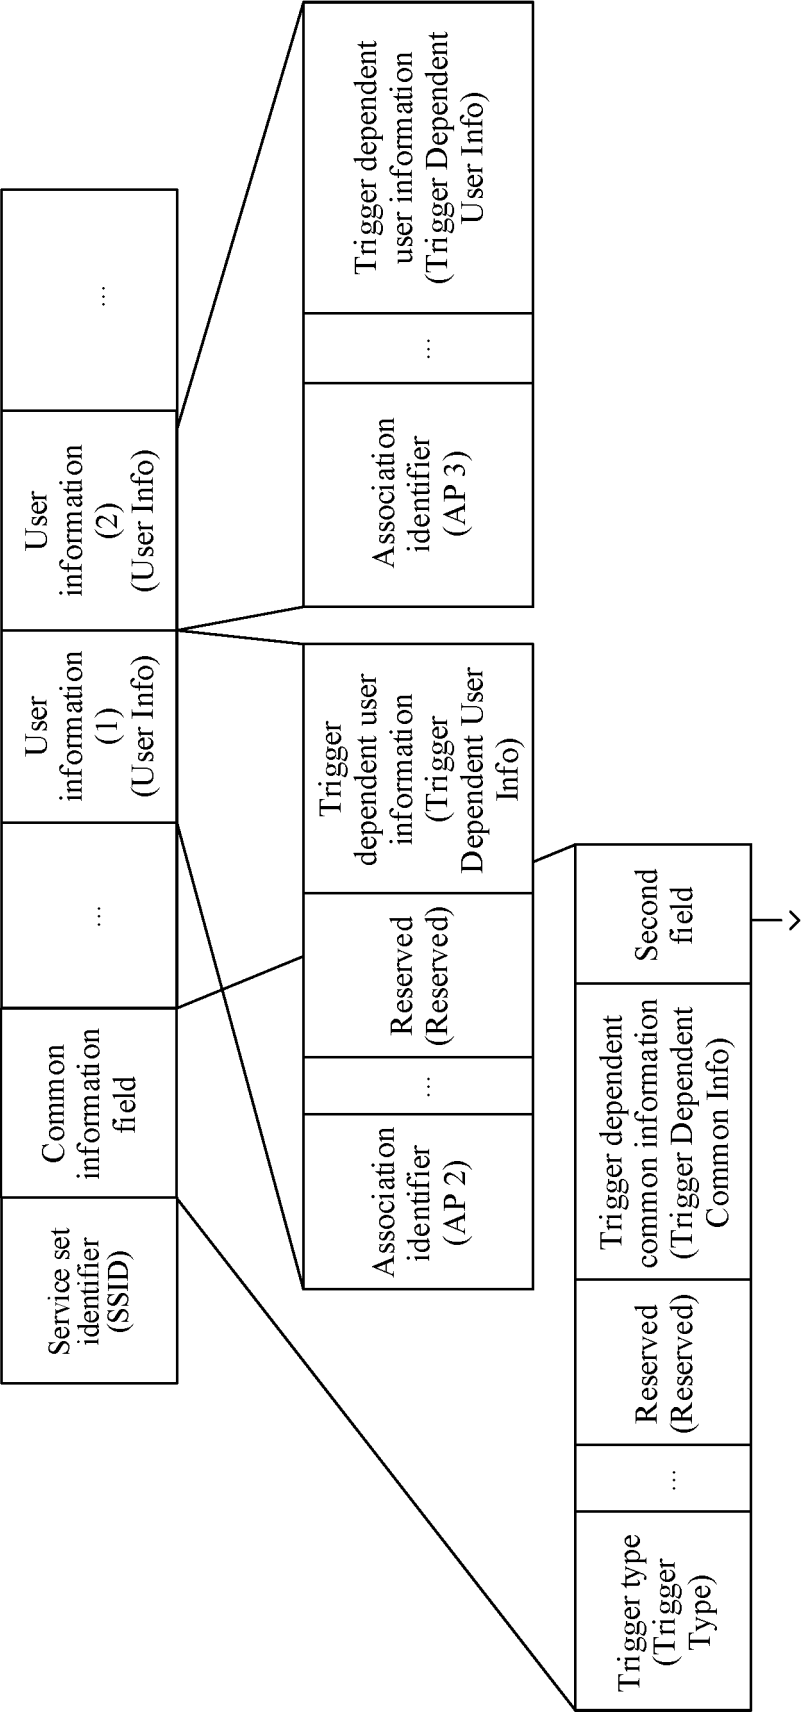 Service set
identifier
(SSID)
Common
information
field
...
User
information
(1)
(User Info)
User
information
(2)
(User Info)
...
Association
identifier
(AP 2)
...
Reserved
(Reserved)
Trigger
dependent user
information
(Trigger
Dependent User
Info)
Association
identifier
(AP 3)
...
Trigger dependent
user information
(Trigger Dependent
User Info)
Trigger type
(Trigger
Type)
...
Reserved
(Reserved)
Trigger dependent
common information
(Trigger Dependent
Common Info)
Second
field